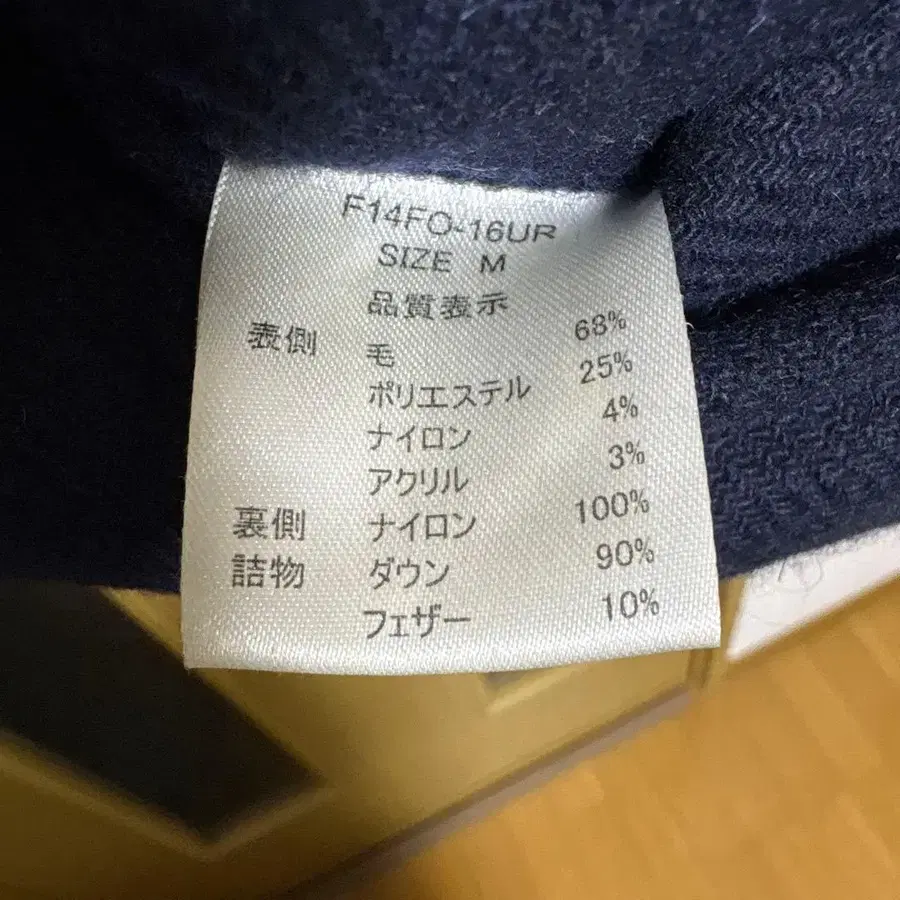 F14FO-16UR
SIZE M
品質表示
表側 毛 68%
ポリエステル 25%
ナイロン 4%
アクリル 3%
裏側 ナイロン 100%
詰物 ダウン 90%
フェザー 10%